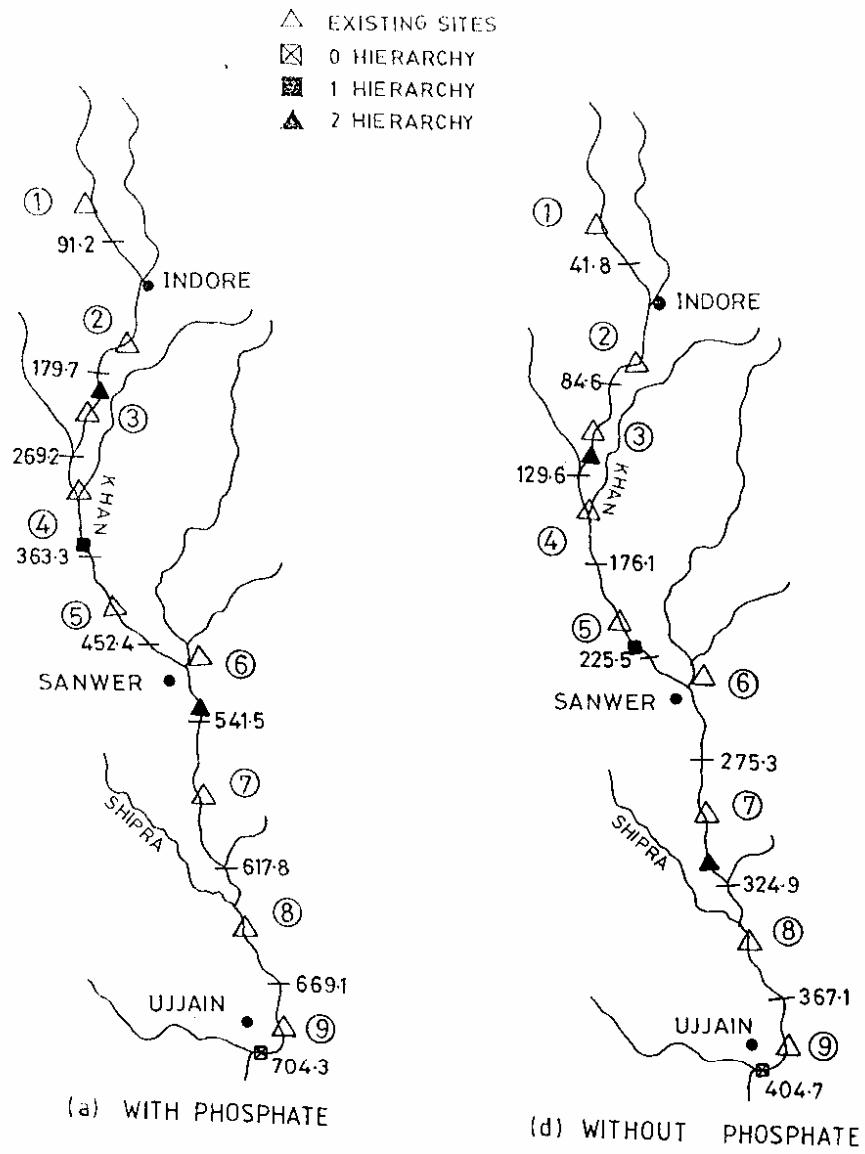 EXISTING SITES
0 HIERARCHY
1 HIERARCHY
2 HIERARCHY
1
91.2
INDORE
2
179.7
3
269.2
KHAN
4
363.3
5
452.4
6
SANWER
541.5
7
SHIPRA
617.8
8
669.1
UJJAIN
9
704.3
(a) WITH PHOSPHATE
1
41.8
INDORE
2
84.6
3
129.6
KHAN
4
176.1
5
225.5
6
SANWER
275.3
7
SHIPRA
324.9
8
367.1
UJJAIN
9
404.7
(d) WITHOUT PHOSPHATE